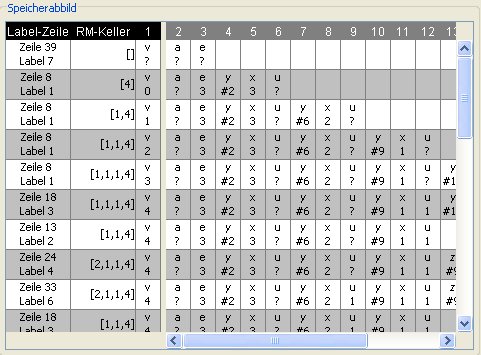 Speicherabbild
Label-Zeile RM-Keller 1 2 3 4 5 6 7 8 9 10 11 12 13
Zeile 39 [] v a e
Label 7 ? ? ?
Zeile 8 [4] v a e y x u
Label 1 0 ? 3 #2 3 ?
Zeile 8 [1,4] v a e y x u y x u
Label 1 1 ? 3 #2 3 ? #6 2 ?
Zeile 8 [1,1,4] v a e y x u y x u y x u
Label 1 2 ? 3 #2 3 ? #6 2 ? #9 1 ?
Zeile 8 [1,1,1,4] v a e y x u y x u y x u y
Label 1 3 ? 3 #2 3 ? #6 2 ? #9 1 ? #1
Zeile 18 [1,1,1,4] v a e y x u y x u y x u y
Label 3 4 ? 3 #2 3 ? #6 2 ? #9 1 ? #1
Zeile 13 [1,1,4] v a e y x u y x u y x u
Label 2 4 ? 3 #2 3 ? #6 2 ? #9 1 1
Zeile 24 [2,1,1,4] v a e y x u y x u y x u z
Label 4 4 ? 3 #2 3 ? #6 2 ? #9 1 1 #9
Zeile 33 [2,1,1,4] v a e y x u y x u y x u z
Label 6 4 ? 3 #2 3 ? #6 2 ? #9 1 1 #9
Zeile 18 [1,1,4] v a e y x u y x u y x u
Label 3 4 ? 3 #2 3 ? #6 2 ? #9 1 1